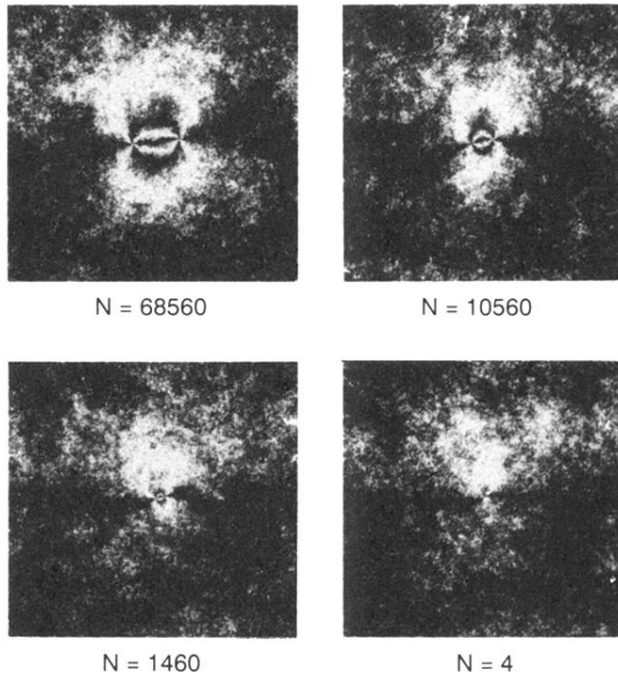 N = 68560
N = 10560
N = 1460
N = 4